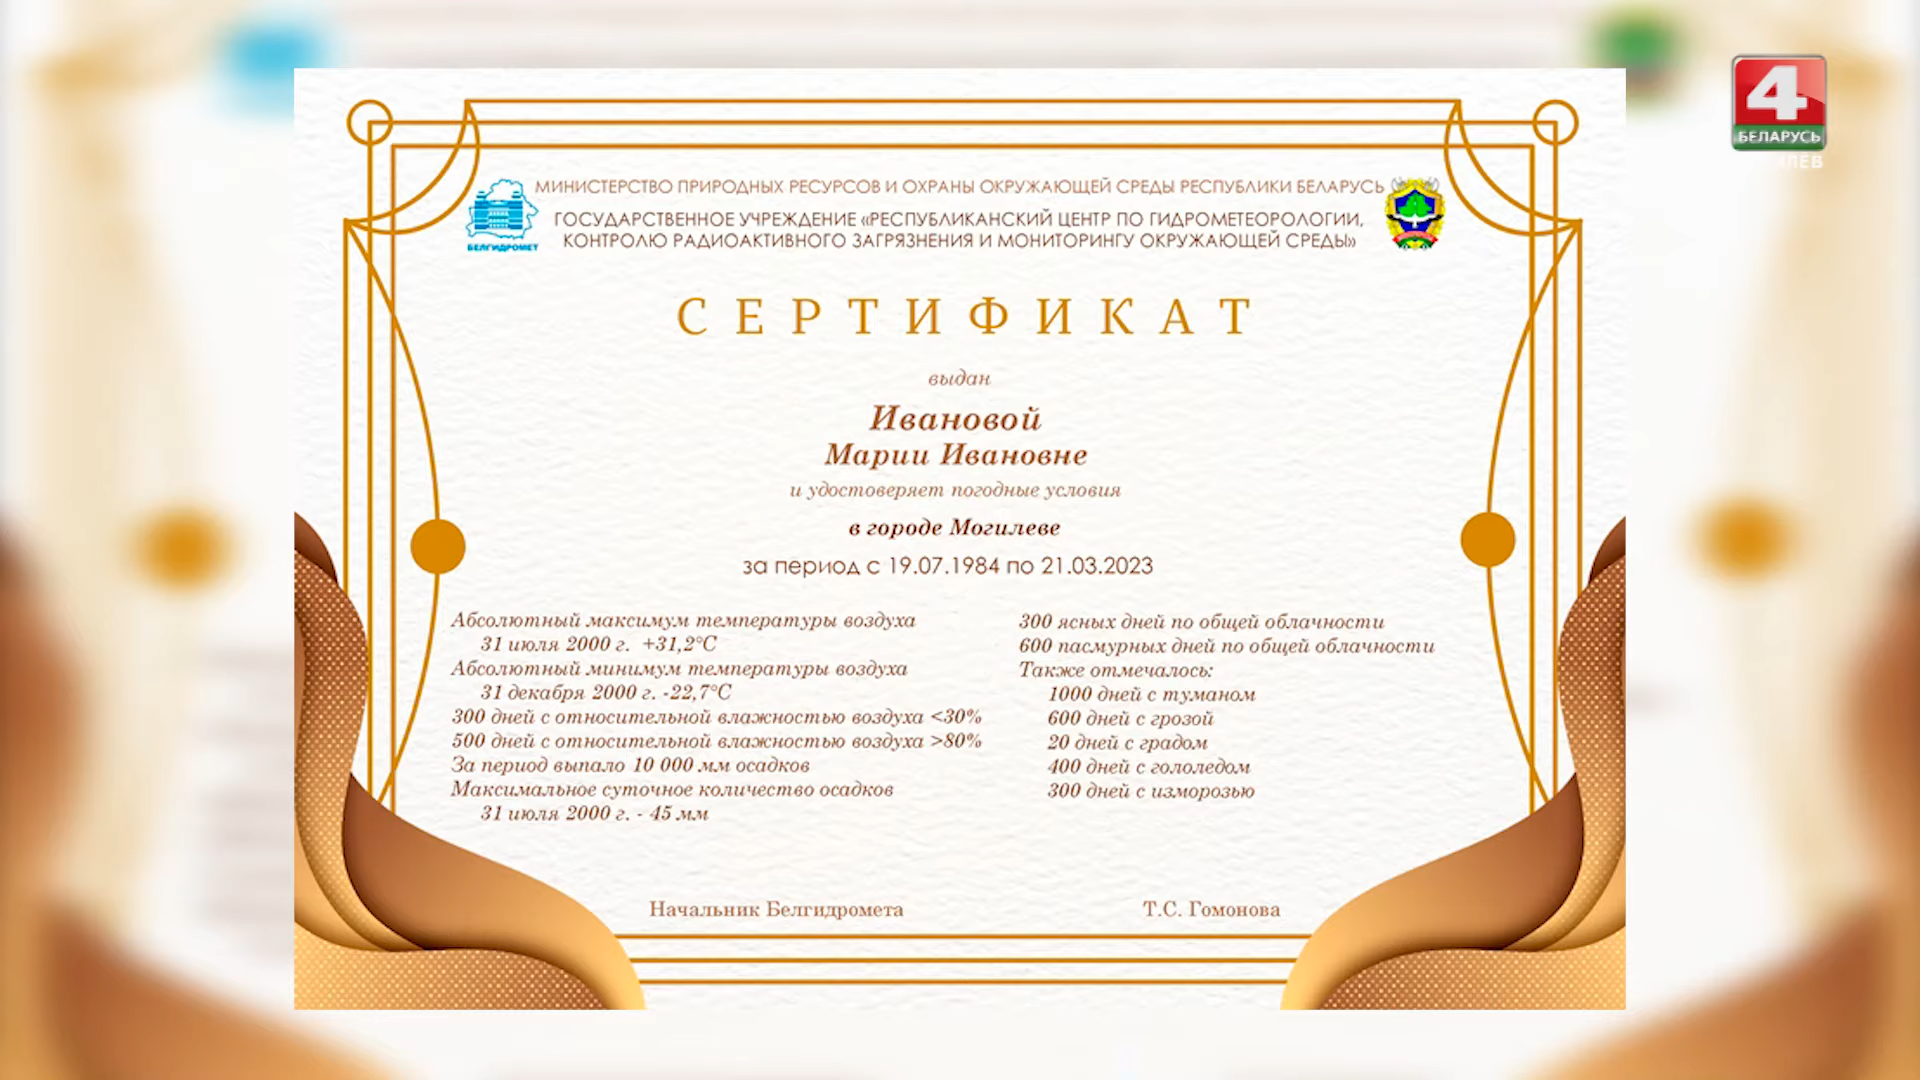 МИНИСТЕРСТВО ПРИРОДНЫХ РЕСУРСОВ И ОХРАНЫ ОКРУЖАЮЩЕЙ СРЕДЫ РЕСПУБЛИКИ БЕЛАРУСЬ
ГОСУДАРСТВЕННОЕ УЧРЕЖДЕНИЕ «РЕСПУБЛИКАНСКИЙ ЦЕНТР ПО ГИДРОМЕТЕОРОЛОГИИ,
КОНТРОЛЮ РАДИОАКТИВНОГО ЗАГРЯЗНЕНИЯ И МОНИТОРИНГУ ОКРУЖАЮЩЕЙ СРЕДЫ»
БЕЛГИДРОМЕТ
4
БЕЛАРУСЬ
СЕРТИФИКАТ
выдан
Ивановой
Марии Ивановне
и удостоверяет погодные условия
в городе Могилеве
за период с 19.07.1984 по 21.03.2023
Абсолютный максимум температуры воздуха
31 июля 2000 г. +31,2°С
Абсолютный минимум температуры воздуха
31 декабря 2000 г. -22,7°С
300 дней с относительной влажностью воздуха <30%
500 дней с относительной влажностью воздуха >80%
За период выпало 10 000 мм осадков
Максимальное суточное количество осадков
31 июля 2000 г. - 45 мм
300 ясных дней по общей облачности
600 пасмурных дней по общей облачности
Также отмечалось:
1000 дней с туманом
600 дней с грозой
20 дней с градом
400 дней с гололедом
300 дней с изморозью
Начальник Белгидромета
Т.С. Гомонова